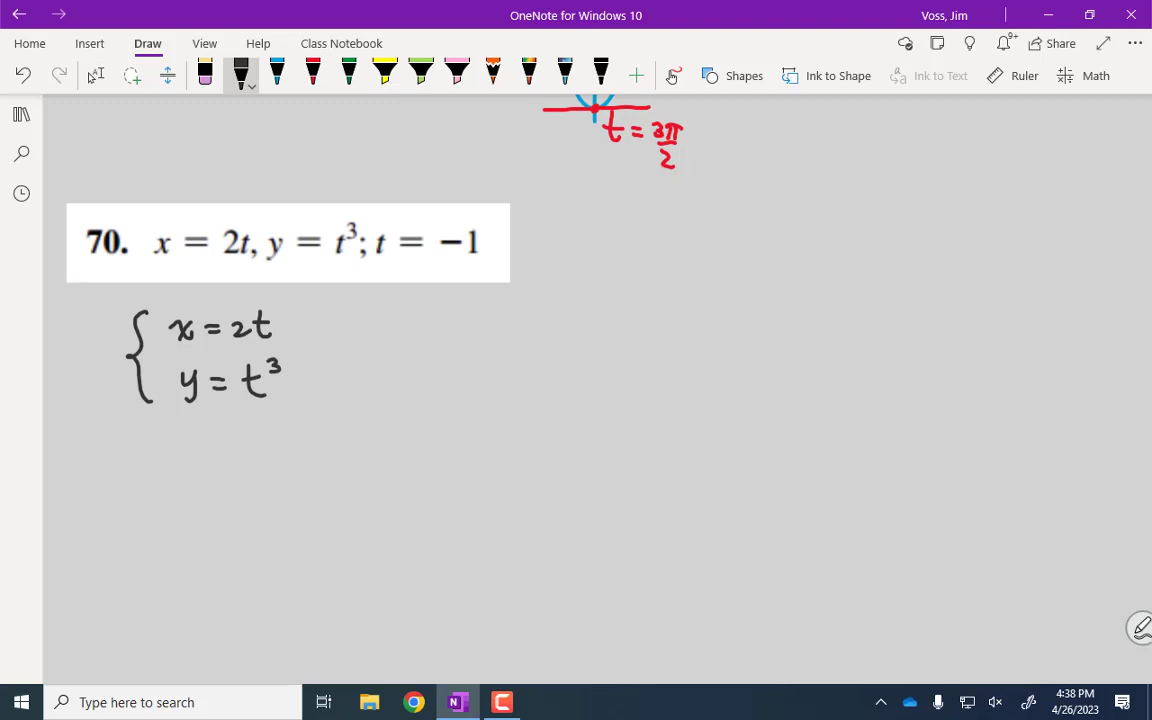 OneNote for Windows 10
Voss, Jim
Home Insert Draw View Help Class Notebook
9+
Share
Shapes
Ink to Shape
Ink to Text
Ruler
Math
t = 3π/2
70. x = 2t, y = t³; t = −1
x = 2t
y = t³
Type here to search
4:38 PM
4/26/2023